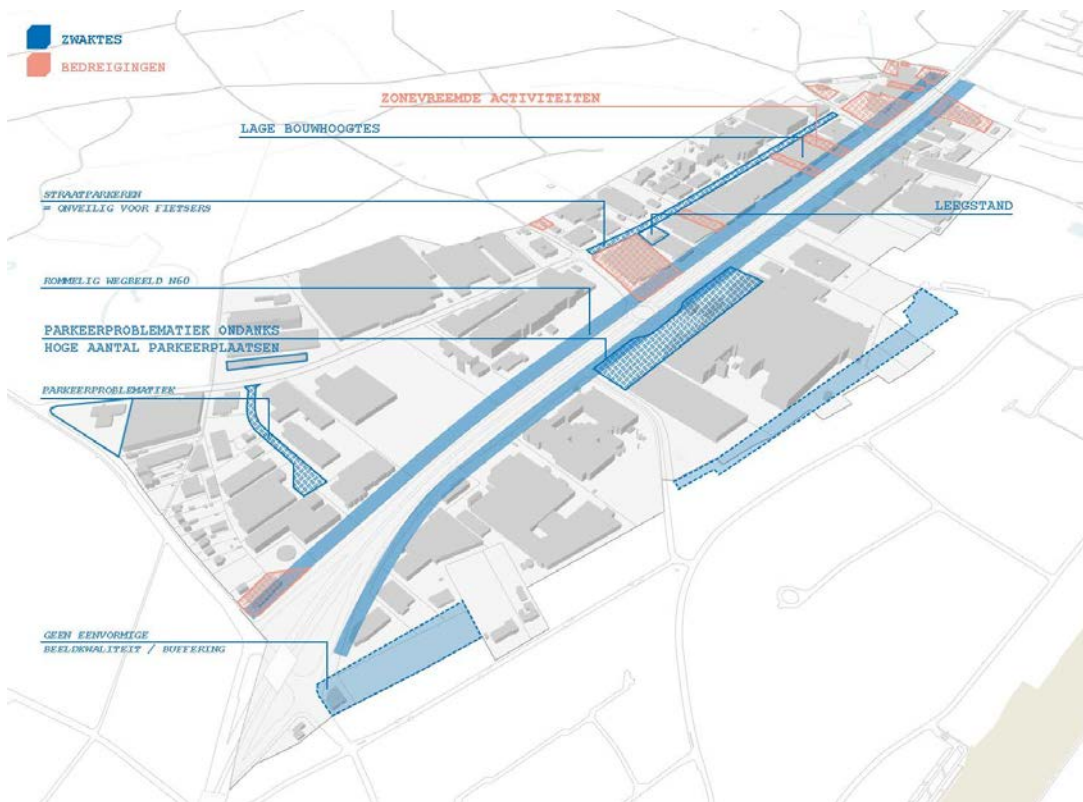 ZWAKTES
BEDREIGINGEN
ZONEVREEMDE ACTIVITEITEN
LAGE BOUWHOOGTES
STRAATPARKEREN
= ONVEILIG VOOR FIETSERS
LEEGSTAND
ROMMELIG WEGBEELD N60
PARKEERPROBLEMATIEK ONDANKS
HOGE AANTAL PARKEERPLAATSEN
PARKEERPROBLEMATIEK
GEEN EENVORMIGE
BEELDKWALITEIT / BUFFERING